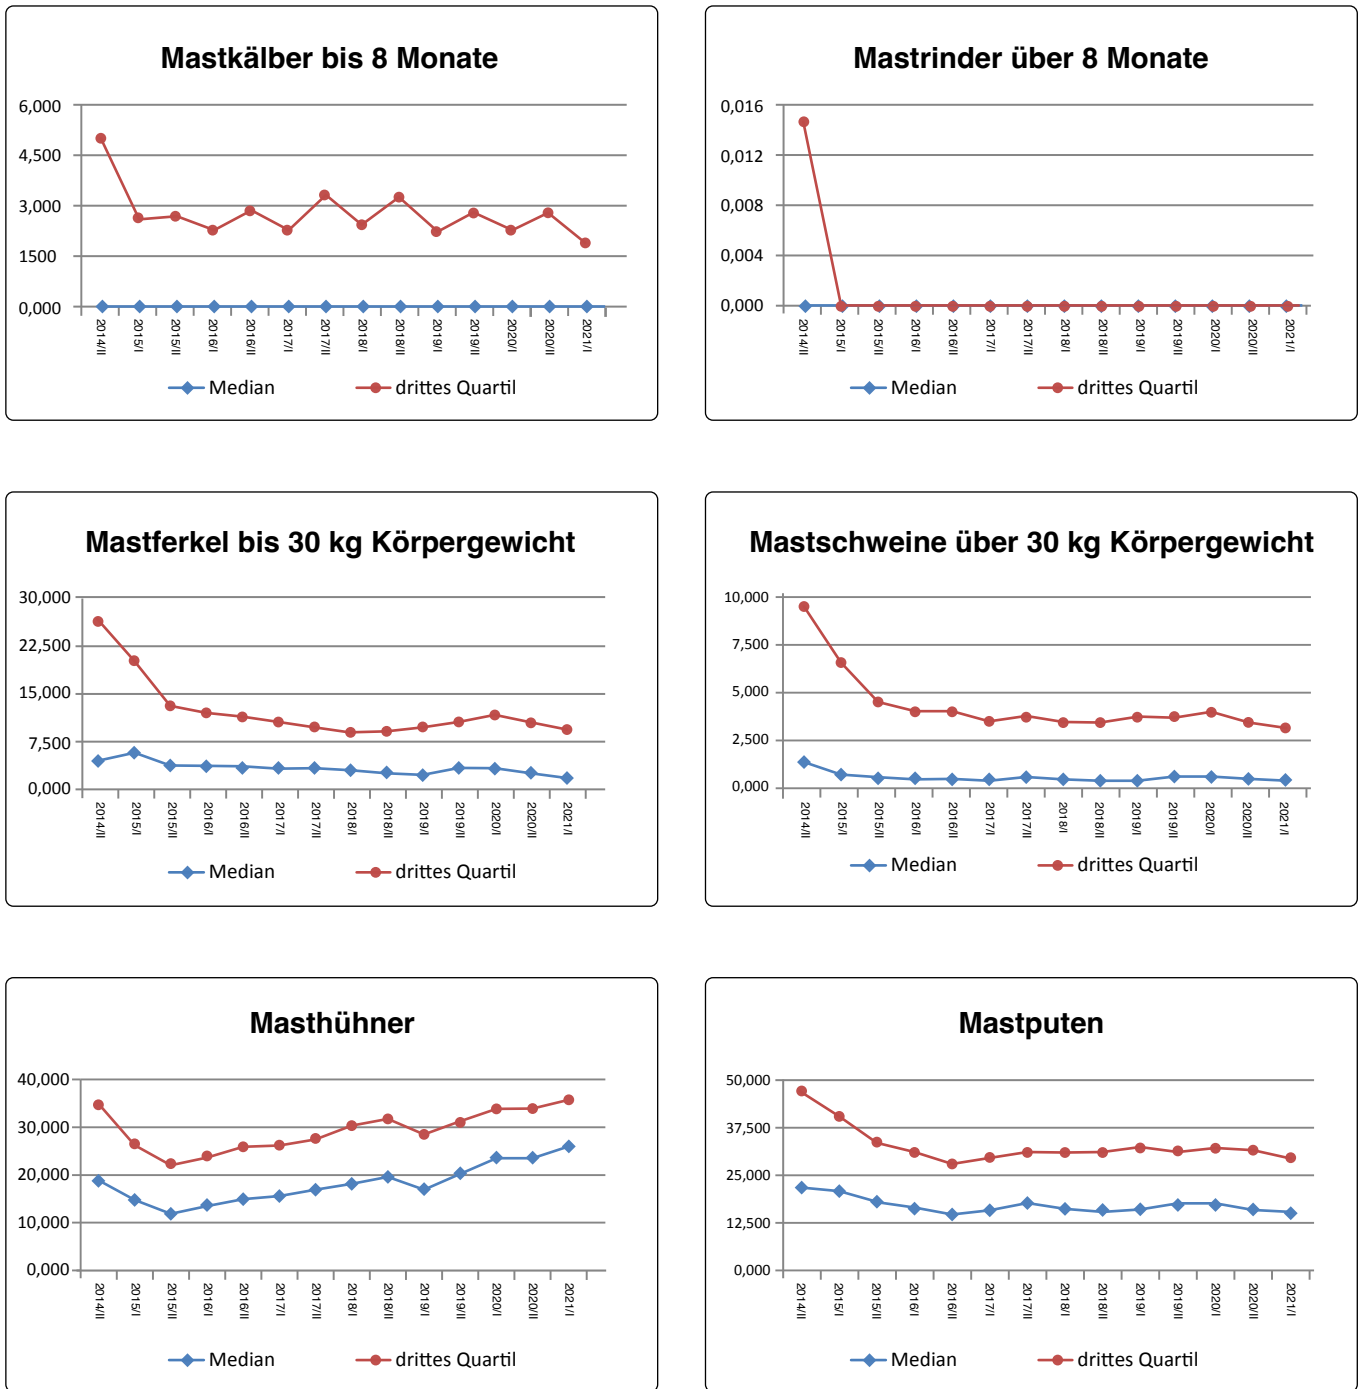 Mastkälber bis 8 Monate
6,000
4,500
3,000
1500
0,000
2014/II 2015/I 2015/II 2016/I 2016/II 2017/I 2017/II 2018/I 2018/II 2019/I 2019/II 2020/I 2020/II 2021/I
Median drittes Quartil
Mastrinder über 8 Monate
0,016
0,012
0,008
0,004
0,000
2014/II 2015/I 2015/II 2016/I 2016/II 2017/I 2017/II 2018/I 2018/II 2019/I 2019/II 2020/I 2020/II 2021/I
Median drittes Quartil
Mastferkel bis 30 kg Körpergewicht
30,000
22,500
15,000
7,500
0,000
2014/II 2015/I 2015/II 2016/I 2016/II 2017/I 2017/II 2018/I 2018/II 2019/I 2019/II 2020/I 2020/II 2021/I
Median drittes Quartil
Mastschweine über 30 kg Körpergewicht
10,000
7,500
5,000
2,500
0,000
2014/II 2015/I 2015/II 2016/I 2016/II 2017/I 2017/II 2018/I 2018/II 2019/I 2019/II 2020/I 2020/II 2021/I
Median drittes Quartil
Masthühner
40,000
30,000
20,000
10,000
0,000
2014/II 2015/I 2015/II 2016/I 2016/II 2017/I 2017/II 2018/I 2018/II 2019/I 2019/II 2020/I 2020/II 2021/I
Median drittes Quartil
Mastputen
50,000
37,500
25,000
12,500
0,000
2014/II 2015/I 2015/II 2016/I 2016/II 2017/I 2017/II 2018/I 2018/II 2019/I 2019/II 2020/I 2020/II 2021/I
Median drittes Quartil